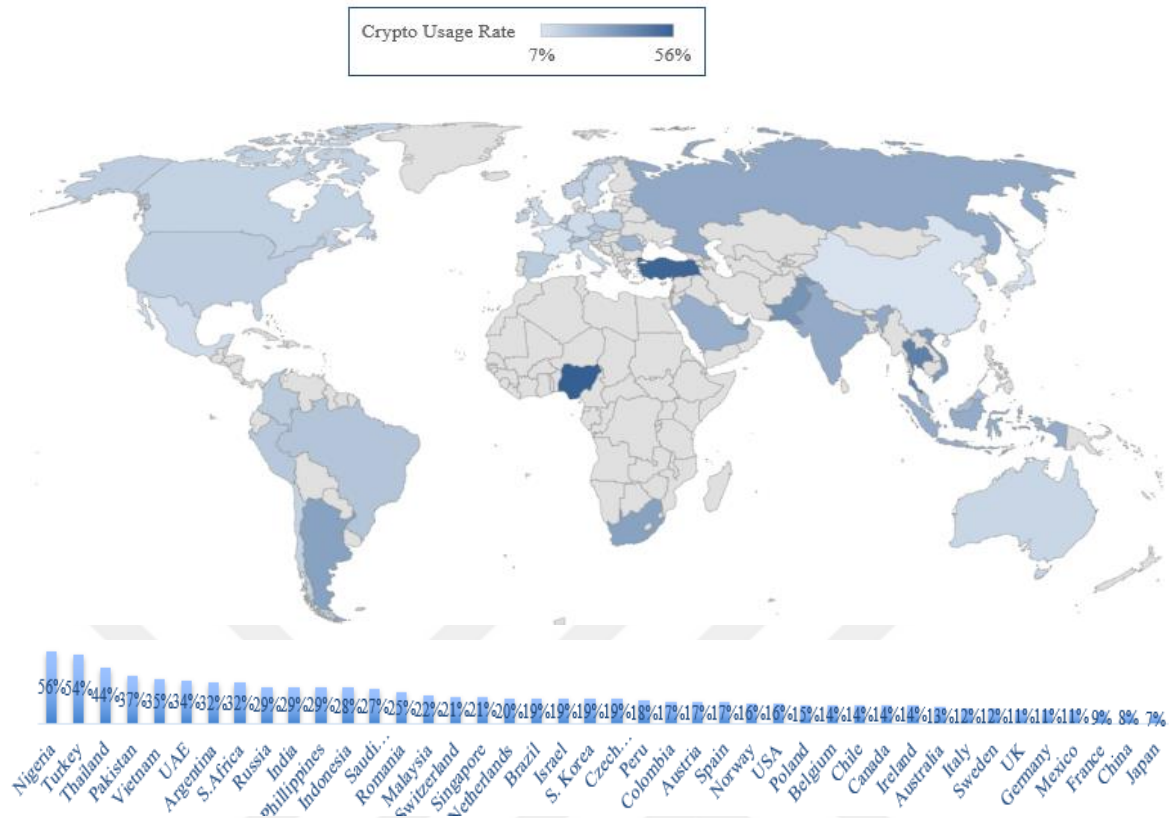 Crypto Usage Rate
7% 56%
56% 54% 44% 37% 35% 34% 32% 32% 29% 29% 29% 28% 27% 25% 22% 21% 21% 20% 19% 19% 19% 19% 18% 17% 17% 17% 16% 16% 15% 14% 14% 14% 14% 13% 12% 12% 11% 11% 11% 9% 8% 7%
Nigeria
Turkey
Thailand
Pakistan
Vietnam
UAE
Argentina
S.Africa
Russia
India
Phillippines
Indonesia
Saudi…
Romania
Malaysia
Switzerland
Singapore
Netherlands
Brazil
Israel
S. Korea
Czech…
Peru
Colombia
Austria
Spain
Norway
USA
Poland
Belgium
Chile
Canada
Ireland
Australia
Italy
Sweden
UK
Germany
Mexico
France
China
Japan